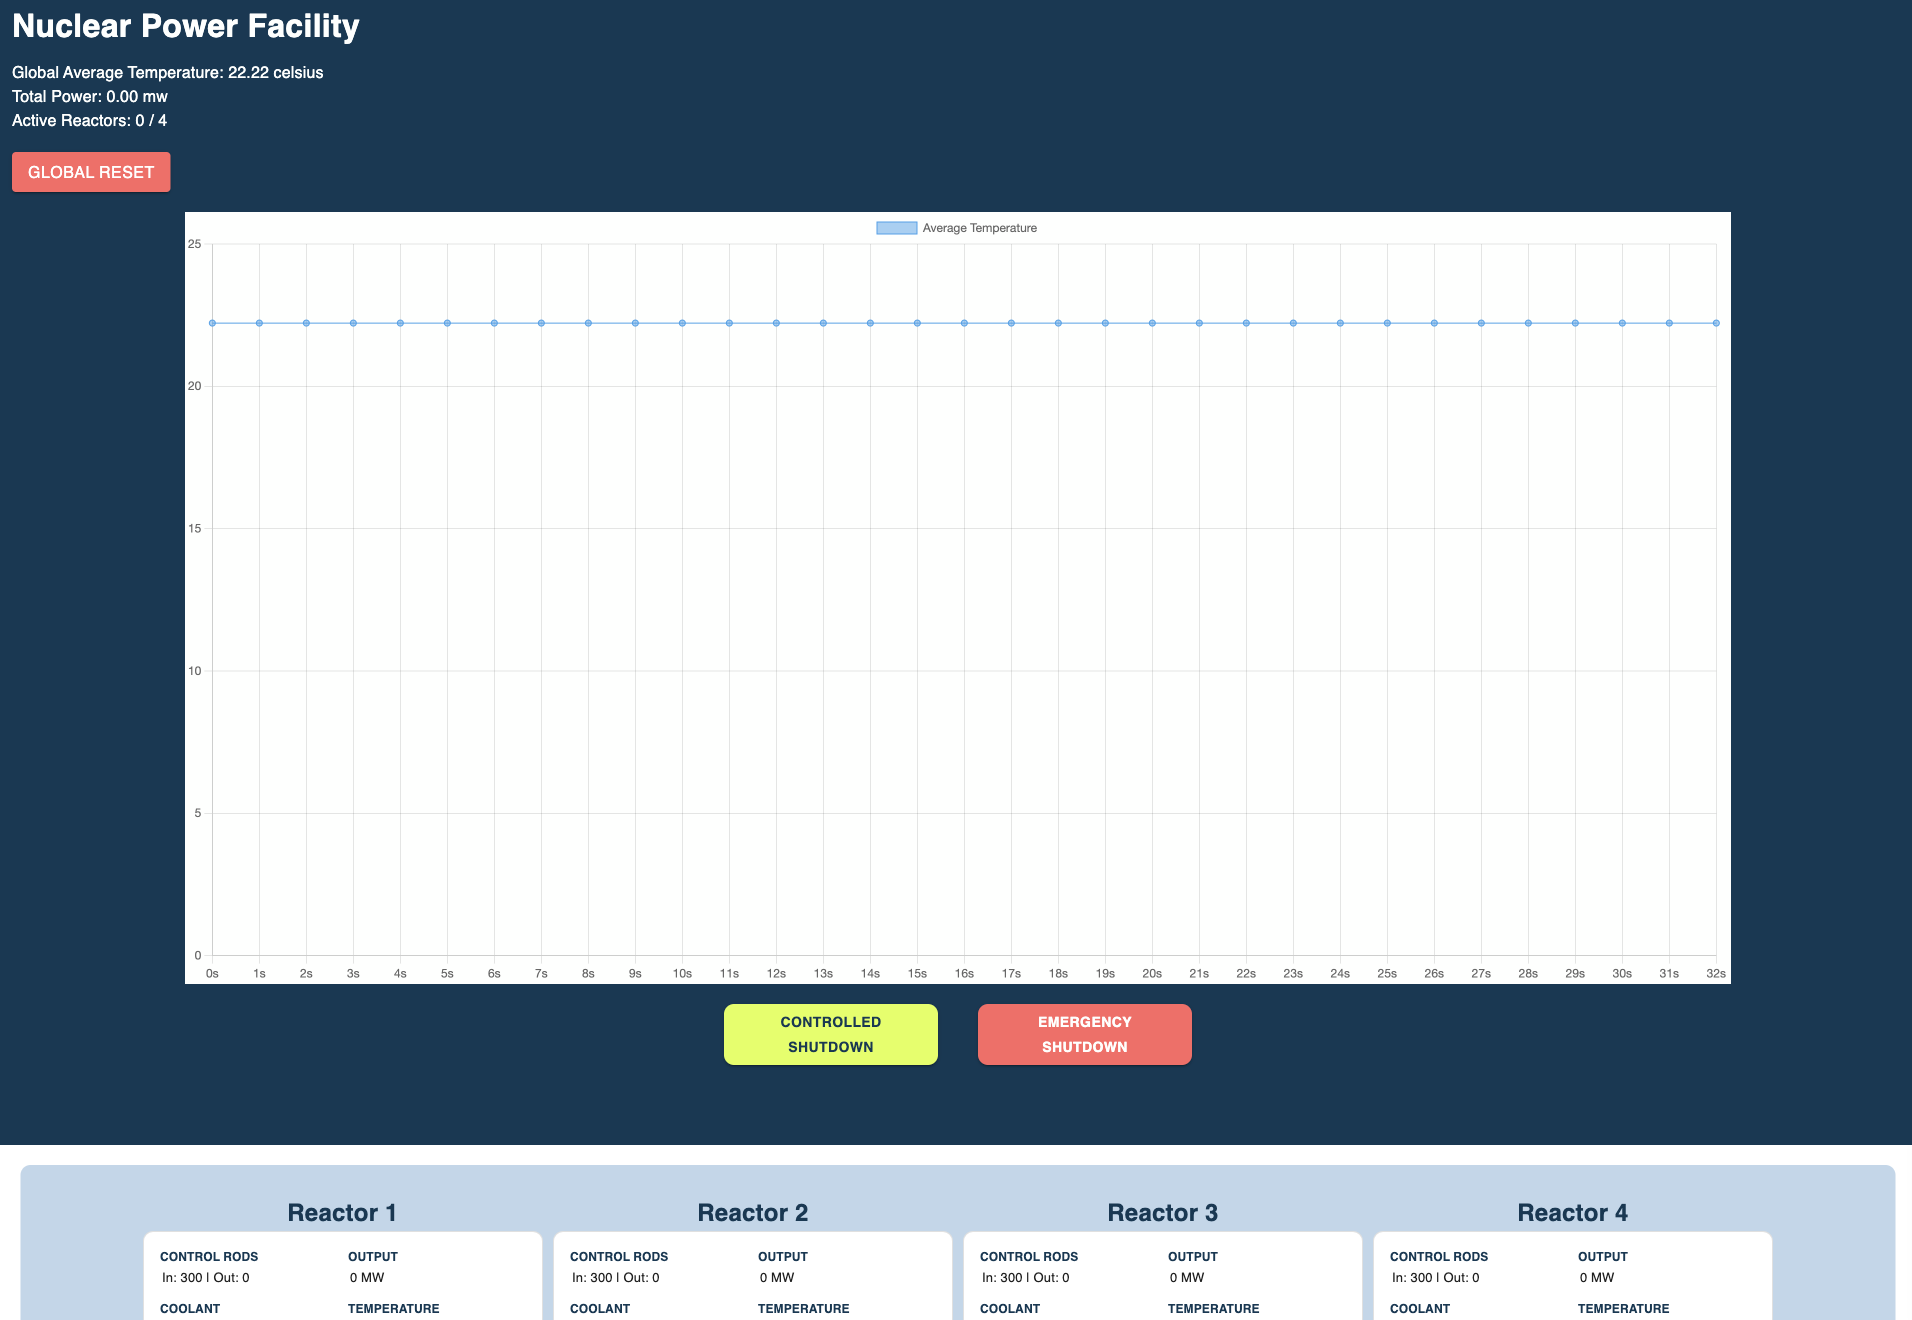 Nuclear Power Facility
Global Average Temperature: 22.22 celsius
Total Power: 0.00 mw
Active Reactors: 0 / 4
GLOBAL RESET
Average Temperature
25
20
15
10
5
0
0s 1s 2s 3s 4s 5s 6s 7s 8s 9s 10s 11s 12s 13s 14s 15s 16s 17s 18s 19s 20s 21s 22s 23s 24s 25s 26s 27s 28s 29s 30s 31s 32s
CONTROLLED
SHUTDOWN
EMERGENCY
SHUTDOWN
Reactor 1
CONTROL RODS OUTPUT
In: 300 | Out: 0 0 MW
COOLANT TEMPERATURE
Reactor 2
CONTROL RODS OUTPUT
In: 300 | Out: 0 0 MW
COOLANT TEMPERATURE
Reactor 3
CONTROL RODS OUTPUT
In: 300 | Out: 0 0 MW
COOLANT TEMPERATURE
Reactor 4
CONTROL RODS OUTPUT
In: 300 | Out: 0 0 MW
COOLANT TEMPERATURE